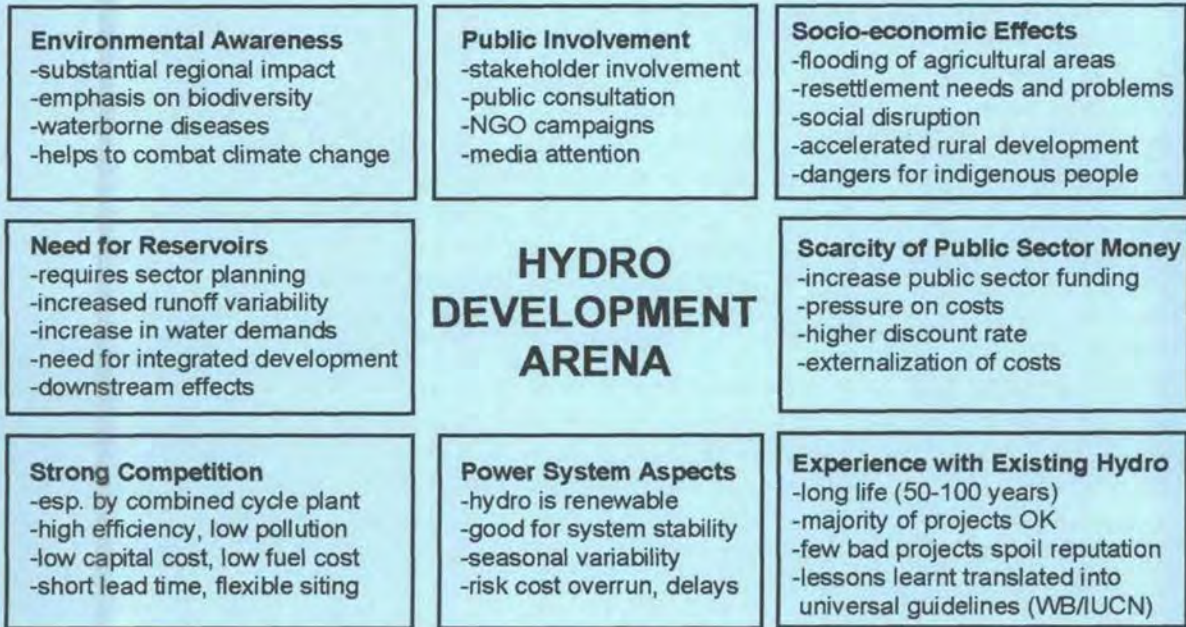 Environmental Awareness
-substantial regional impact
-emphasis on biodiversity
-waterborne diseases
-helps to combat climate change
Public Involvement
-stakeholder involvement
-public consultation
-NGO campaigns
-media attention
Socio-economic Effects
-flooding of agricultural areas
-resettlement needs and problems
-social disruption
-accelerated rural development
-dangers for indigenous people
Need for Reservoirs
-requires sector planning
-increased runoff variability
-increase in water demands
-need for integrated development
-downstream effects
HYDRO
DEVELOPMENT
ARENA
Scarcity of Public Sector Money
-increase public sector funding
-pressure on costs
-higher discount rate
-externalization of costs
Strong Competition
-esp. by combined cycle plant
-high efficiency, low pollution
-low capital cost, low fuel cost
-short lead time, flexible siting
Power System Aspects
-hydro is renewable
-good for system stability
-seasonal variability
-risk cost overrun, delays
Experience with Existing Hydro
-long life (50-100 years)
-majority of projects OK
-few bad projects spoil reputation
-lessons learnt translated into
universal guidelines (WB/IUCN)